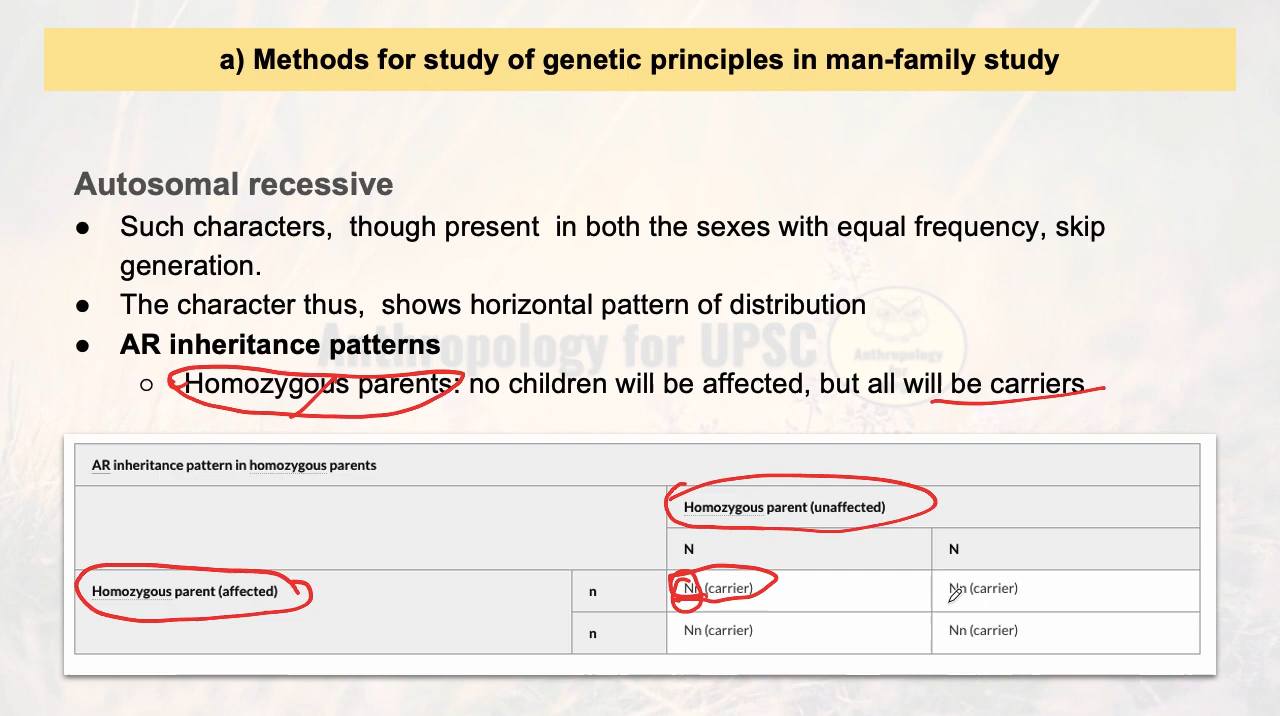 a) Methods for study of genetic principles in man-family study
Autosomal recessive
● Such characters, though present in both the sexes with equal frequency, skip
generation.
● The character thus, shows horizontal pattern of distribution
Anthropology for UPSC
Anthropology
● AR inheritance patterns
○ Homozygous parents: no children will be affected, but all will be carriers
AR inheritance pattern in homozygous parents
Homozygous parent (unaffected)
N N
Homozygous parent (affected) n Nn (carrier) Nn (carrier)
n Nn (carrier) Nn (carrier)